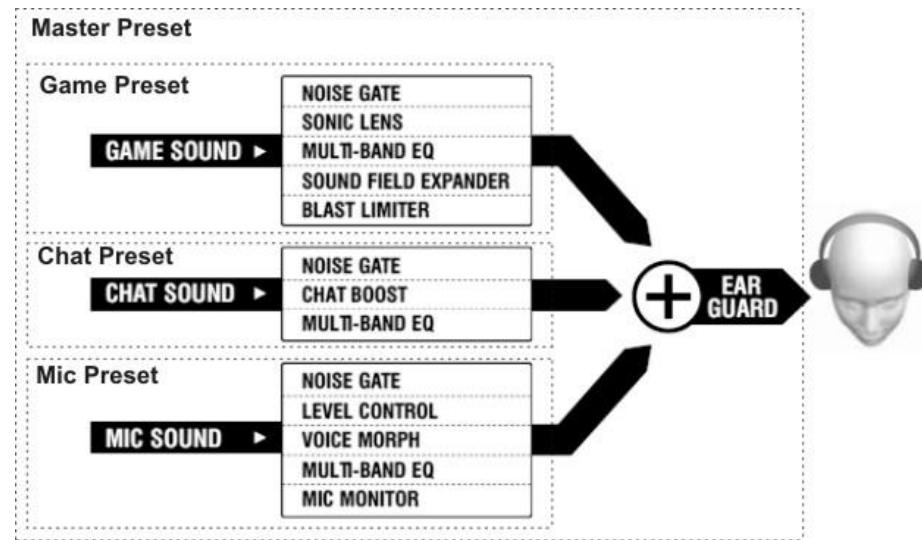 Master Preset
Game Preset
GAME SOUND ►
NOISE GATE
SONIC LENS
MULTI-BAND EQ
SOUND FIELD EXPANDER
BLAST LIMITER
Chat Preset
CHAT SOUND ►
NOISE GATE
CHAT BOOST
MULTI-BAND EQ
Mic Preset
MIC SOUND ►
NOISE GATE
LEVEL CONTROL
VOICE MORPH
MULTI-BAND EQ
MIC MONITOR
+
EAR
GUARD